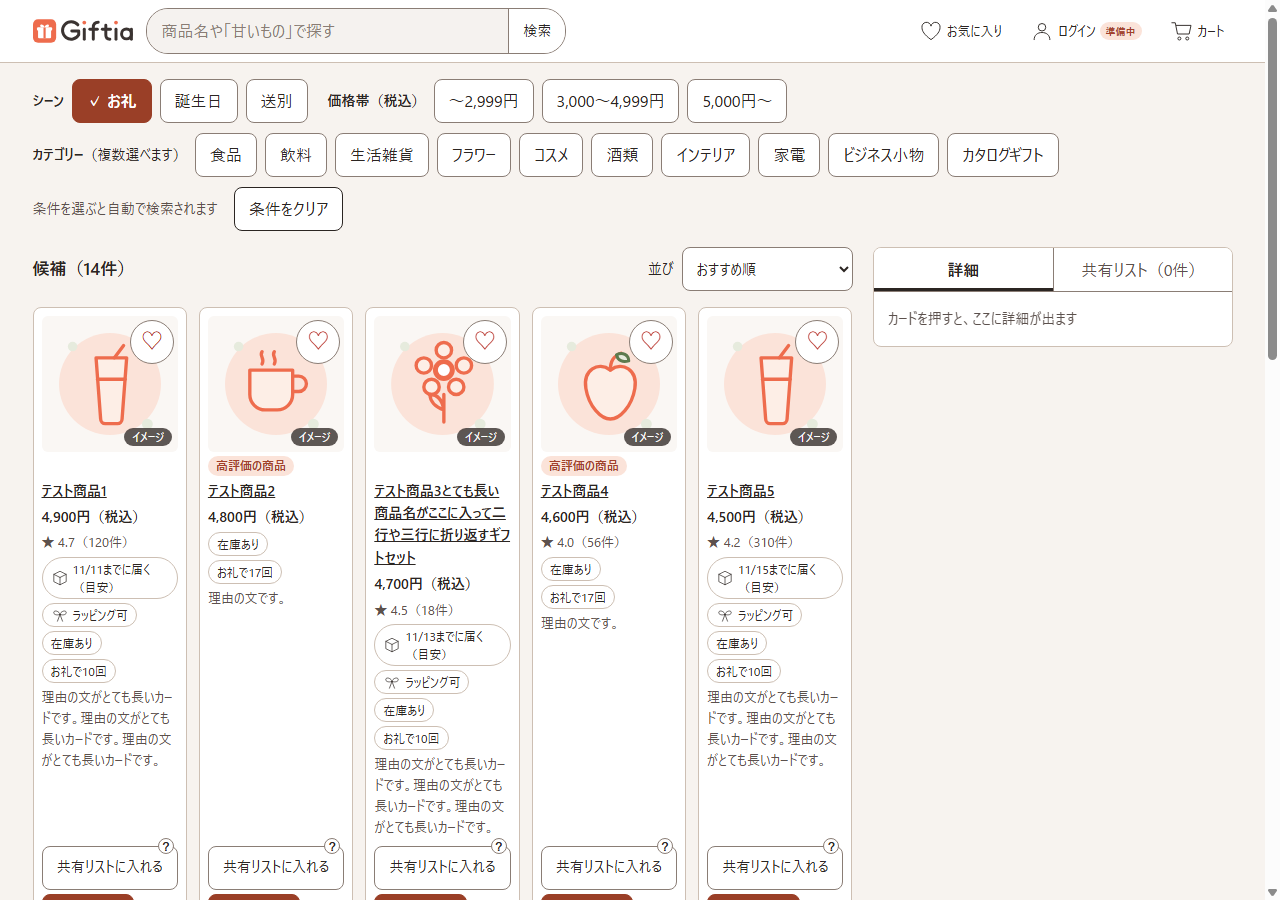 Giftia
商品名や「甘いもの」で探す
検索
お気に入り
ログイン 準備中
カート
シーン ✓ お礼 誕生日 送別 価格帯（税込） ～2,999円 3,000～4,999円 5,000円～
カテゴリー（複数選べます） 食品 飲料 生活雑貨 フラワー コスメ 酒類 インテリア 家電 ビジネス小物 カタログギフト
条件を選ぶと自動で検索されます 条件をクリア
候補（14件）
並び おすすめ順
詳細 共有リスト（0件）
カードを押すと、ここに詳細が出ます
イメージ
テスト商品1
4,900円（税込）
★ 4.7（120件）
11/11までに届く
（目安）
ラッピング可
在庫あり
お礼で10回
理由の文がとても長いカー
ドです。理由の文がとても
長いカードです。理由の文
がとても長いカードです。
?
共有リストに入れる
イメージ
高評価の商品
テスト商品2
4,800円（税込）
在庫あり
お礼で17回
理由の文です。
?
共有リストに入れる
イメージ
テスト商品3とても長い
商品名がここに入って二
行や三行に折り返すギフ
トセット
4,700円（税込）
★ 4.5（18件）
11/13までに届く
（目安）
ラッピング可
在庫あり
お礼で10回
理由の文がとても長いカー
ドです。理由の文がとても
長いカードです。理由の文
がとても長いカードです。
?
共有リストに入れる
イメージ
高評価の商品
テスト商品4
4,600円（税込）
★ 4.0（56件）
在庫あり
お礼で17回
理由の文です。
?
共有リストに入れる
イメージ
テスト商品5
4,500円（税込）
★ 4.2（310件）
11/15までに届く
（目安）
ラッピング可
在庫あり
お礼で10回
理由の文がとても長いカー
ドです。理由の文がとても
長いカードです。理由の文
がとても長いカードです。
?
共有リストに入れる